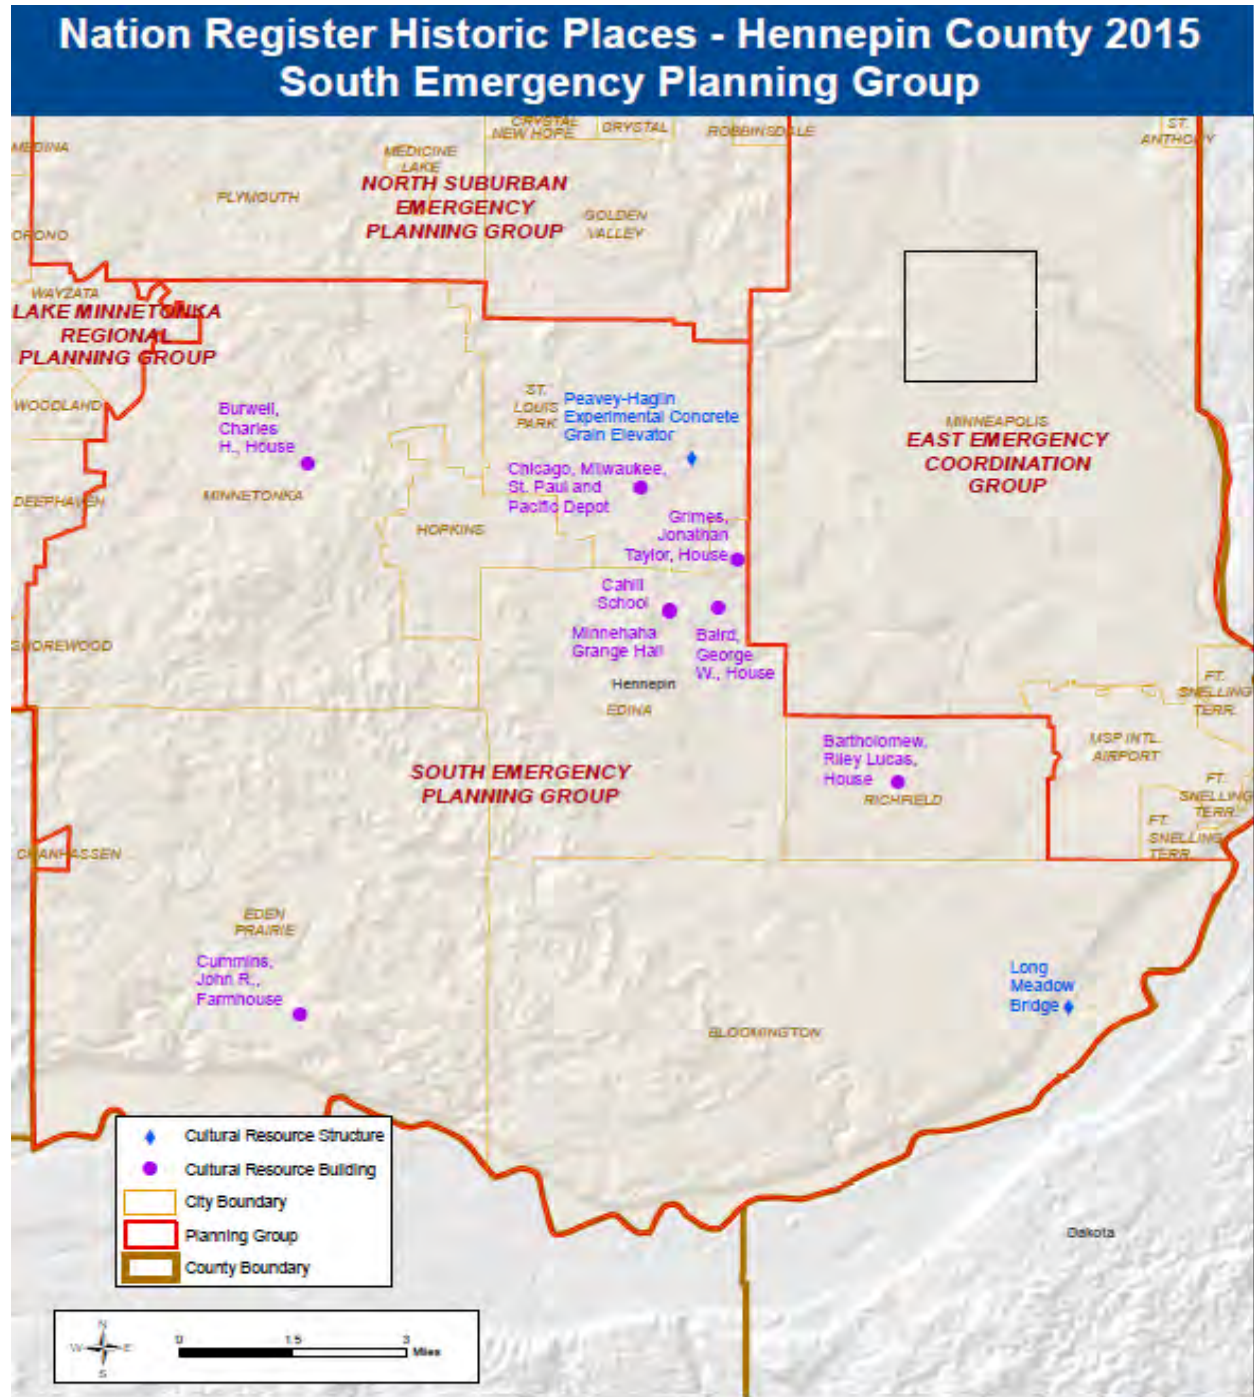 Nation Register Historic Places - Hennepin County 2015
South Emergency Planning Group
MEDINA
CRYSTAL
NEW HOPE
CRYSTAL
ROBBINSDALE
ST.
ANTHONY
MEDICINE
LAKE
PLYMOUTH
NORTH SUBURBAN
EMERGENCY
PLANNING GROUP
GOLDEN
VALLEY
ORONO
WAYZATA
LAKE MINNETONKA
REGIONAL
PLANNING GROUP
WOODLAND
Burwell,
Charles
H., House
ST.
LOUIS
PARK
Peavey-Haglin
Experimental Concrete
Grain Elevator
MINNEAPOLIS
EAST EMERGENCY
COORDINATION
GROUP
Chicago, Milwaukee,
St. Paul and
Pacific Depot
DEEPHAVEN
MINNETONKA
HOPKINS
Grimes,
Jonathan
Taylor, House
Cahill
School
Minnehaha
Grange Hall
Baird,
George
W., House
SHOREWOOD
Hennepin
EDINA
FT.
SNELLING
TERR.
MSP INTL.
AIRPORT
Bartholomew,
Riley Lucas,
House
RICHFIELD
SOUTH EMERGENCY
PLANNING GROUP
FT.
SNELLING
TERR.
FT.
SNELLING
TERR.
CHANHASSEN
EDEN
PRAIRIE
Cummins,
John R.,
Farmhouse
Long
Meadow
Bridge
BLOOMINGTON
Cultural Resource Structure
Cultural Resource Building
City Boundary
Planning Group
County Boundary
Dakota
N
W E
S
0 1.5 3
Miles